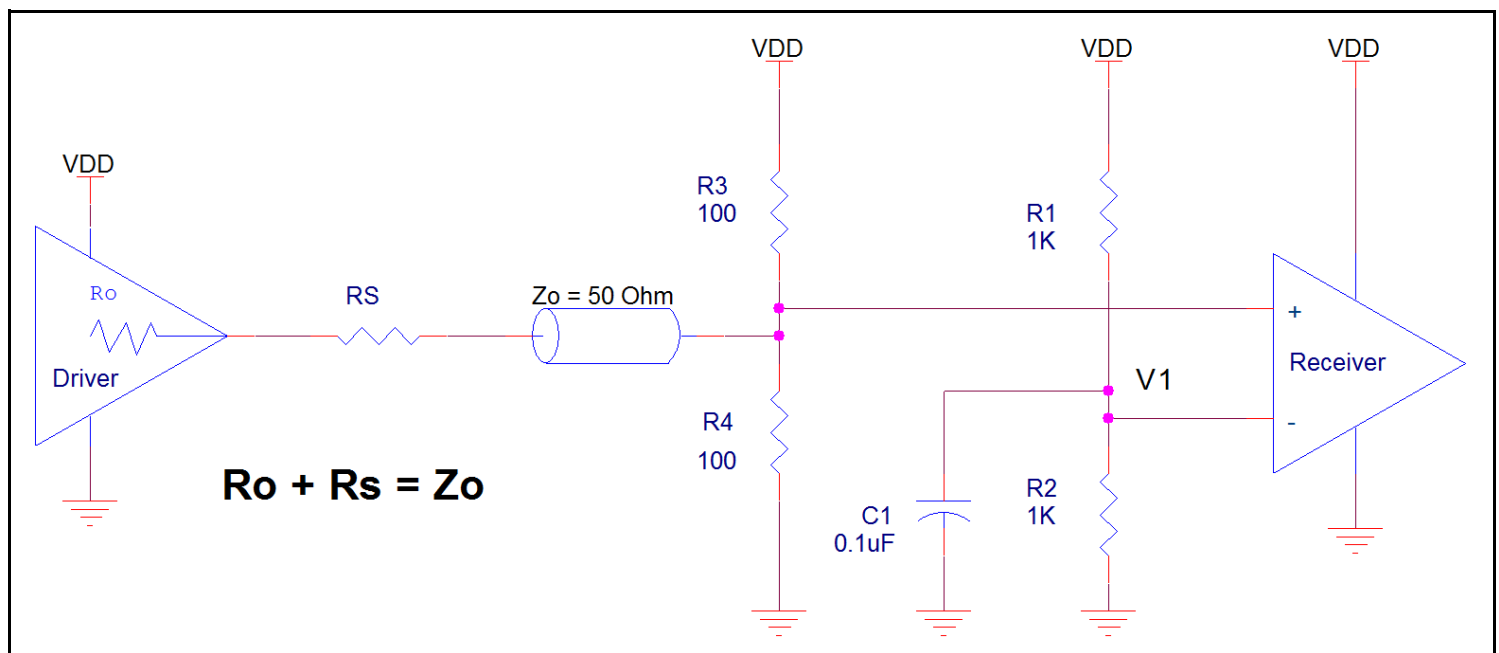 VDD
VDD
VDD
VDD
R3
100
R1
1K
Ro
RS
Zo = 50 Ohm
+
Driver
Receiver
V1
-
R4
100
Ro + Rs = Zo
R2
1K
C1
0.1uF